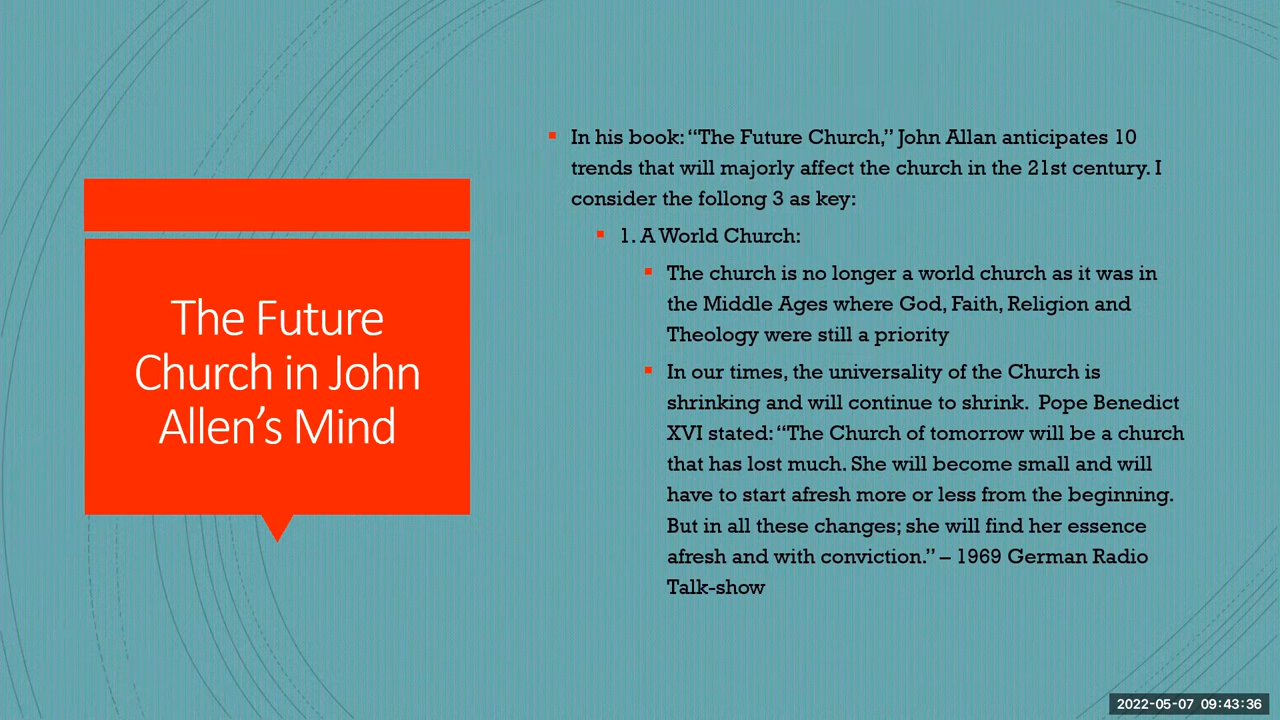 The Future
Church in John
Allen’s Mind
In his book: “The Future Church,” John Allan anticipates 10
trends that will majorly affect the church in the 21st century. I
consider the follong 3 as key:
1. A World Church:
The church is no longer a world church as it was in
the Middle Ages where God, Faith, Religion and
Theology were still a priority
In our times, the universality of the Church is
shrinking and will continue to shrink.  Pope Benedict
XVI stated: “The Church of tomorrow will be a church
that has lost much. She will become small and will
have to start afresh more or less from the beginning.
But in all these changes; she will find her essence
afresh and with conviction.” – 1969 German Radio
Talk-show
2022-05-07 09:43:36